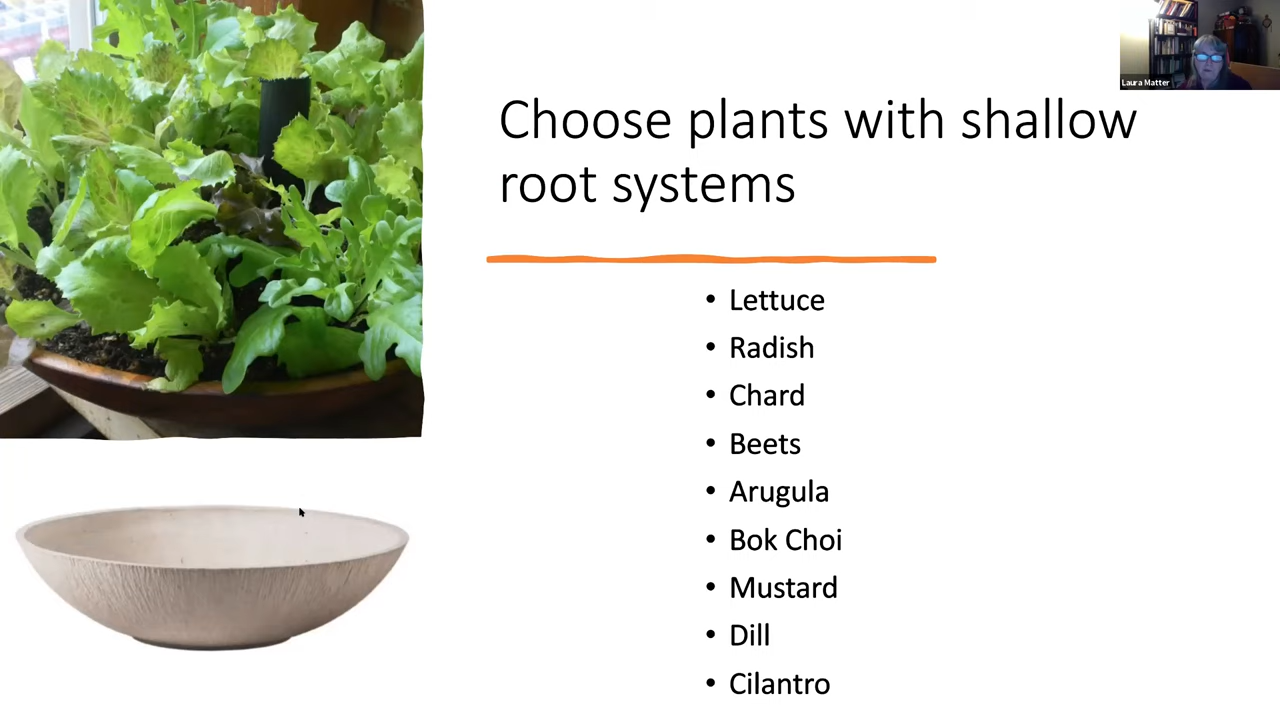 Laura Matter
Choose plants with shallow
root systems
• Lettuce
• Radish
• Chard
• Beets
• Arugula
• Bok Choi
• Mustard
• Dill
• Cilantro